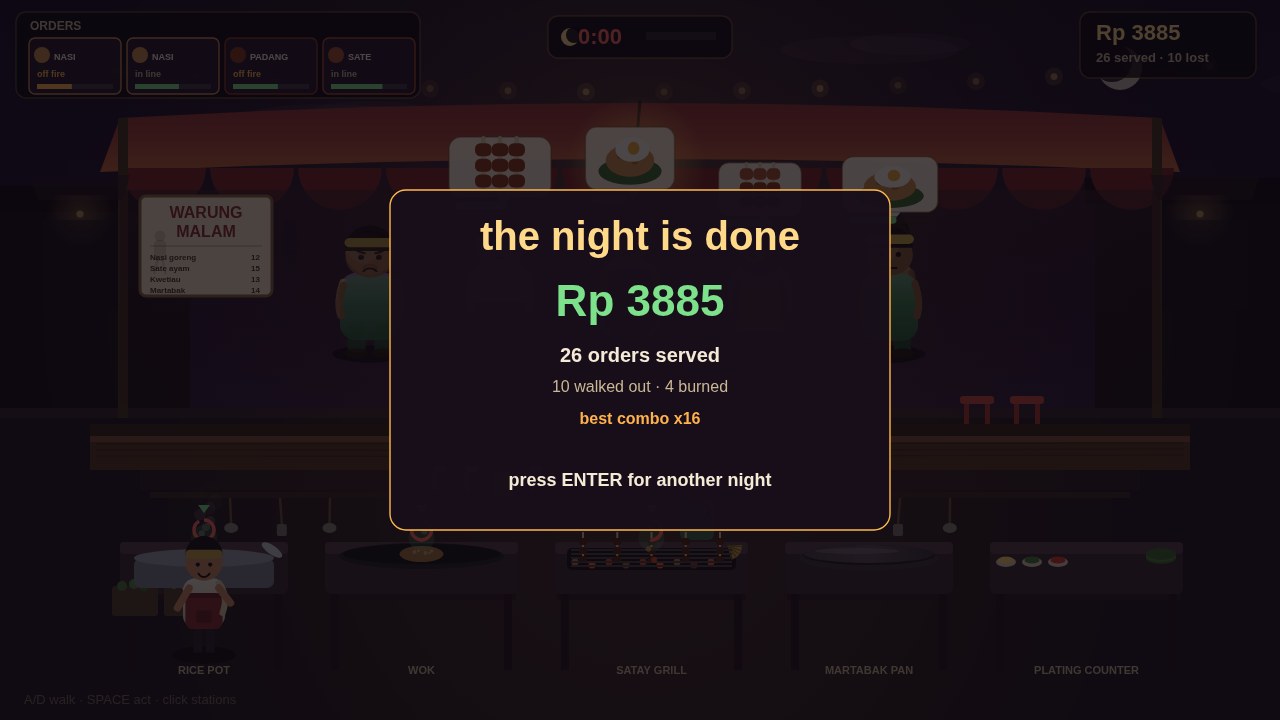 ORDERS
NASI
off fire
NASI
in line
PADANG
off fire
SATE
in line
0:00
Rp 3885
26 served · 10 lost
WARUNG
MALAM
Nasi goreng 12
Sate ayam 15
Kwetiau 13
Martabak 14
the night is done
Rp 3885
26 orders served
10 walked out · 4 burned
best combo x16
press ENTER for another night
RICE POT
WOK
SATAY GRILL
MARTABAK PAN
PLATING COUNTER
A/D walk · SPACE act · click stations